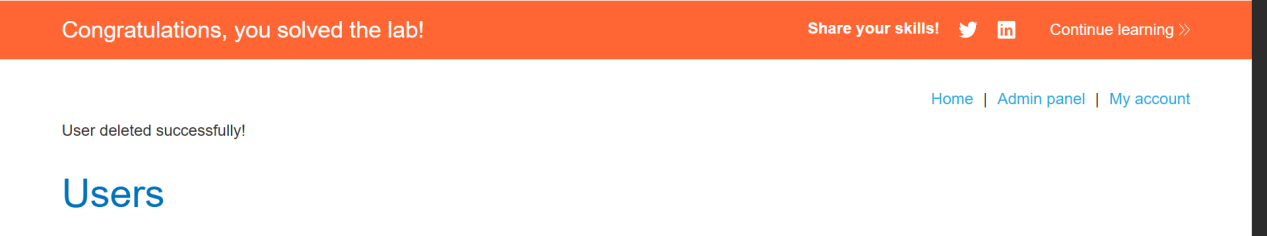 Congratulations, you solved the lab!
Share your skills!
Continue learning
Home | Admin panel | My account
User deleted successfully!
Users